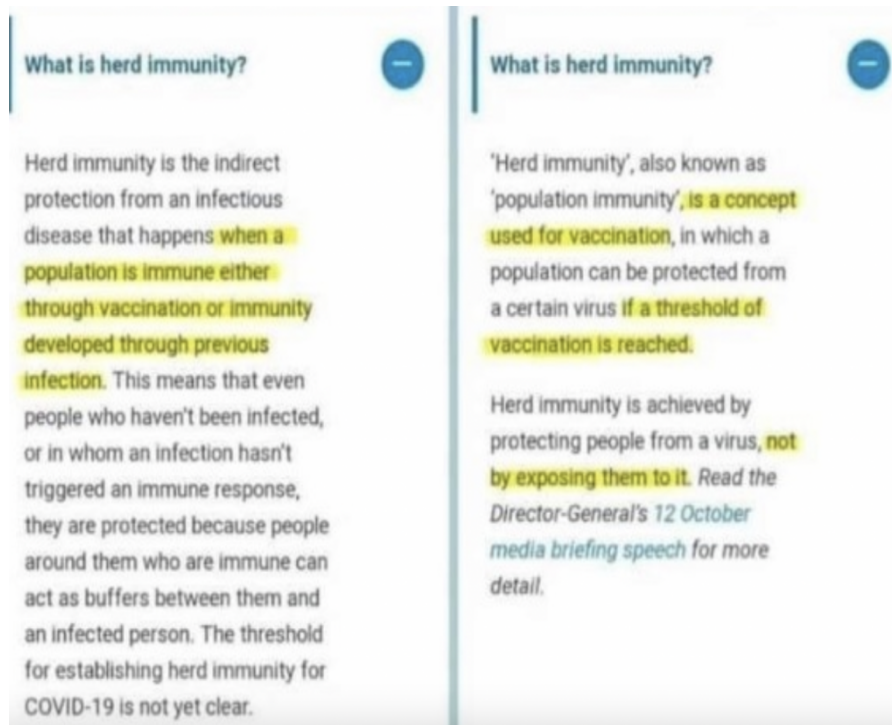 What is herd immunity?
Herd immunity is the indirect
protection from an infectious
disease that happens when a
population is immune either
through vaccination or immunity
developed through previous
infection. This means that even
people who haven't been infected,
or in whom an infection hasn't
triggered an immune response,
they are protected because people
around them who are immune can
act as buffers between them and
an infected person. The threshold
for establishing herd immunity for
COVID-19 is not yet clear.
What is herd immunity?
'Herd immunity', also known as
'population immunity', is a concept
used for vaccination, in which a
population can be protected from
a certain virus if a threshold of
vaccination is reached.
Herd immunity is achieved by
protecting people from a virus, not
by exposing them to it. Read the
Director-General's 12 October
media briefing speech for more
detail.